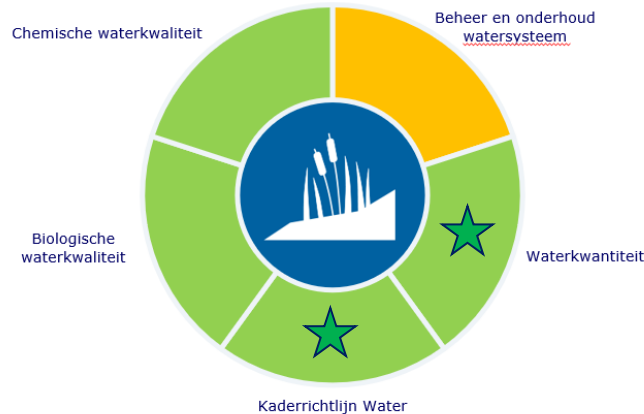 Chemische waterkwaliteit
Beheer en onderhoud
watersysteem
Biologische
waterkwaliteit
Waterkwantiteit
Kaderrichtlijn Water